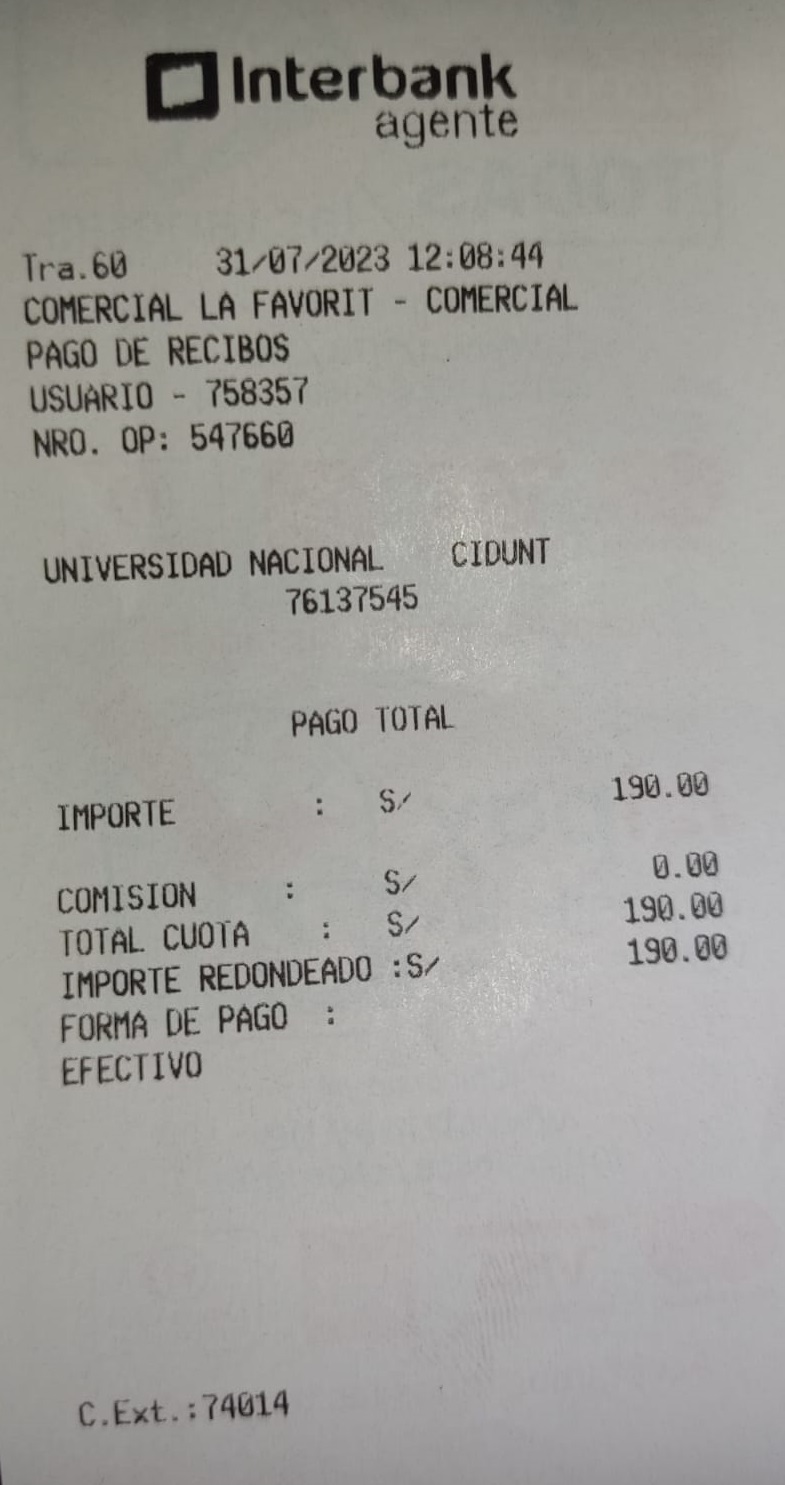 Interbank
agente
Tra.60 31/07/2023 12:08:44
COMERCIAL LA FAVORIT - COMERCIAL
PAGO DE RECIBOS
USUARIO - 758357
NRO. OP: 547660
UNIVERSIDAD NACIONAL CIDUNT
76137545
PAGO TOTAL
IMPORTE : S/ 190.00
COMISION : S/ 0.00
TOTAL CUOTA : S/ 190.00
IMPORTE REDONDEADO :S/ 190.00
FORMA DE PAGO :
EFECTIVO
C.Ext.:74014